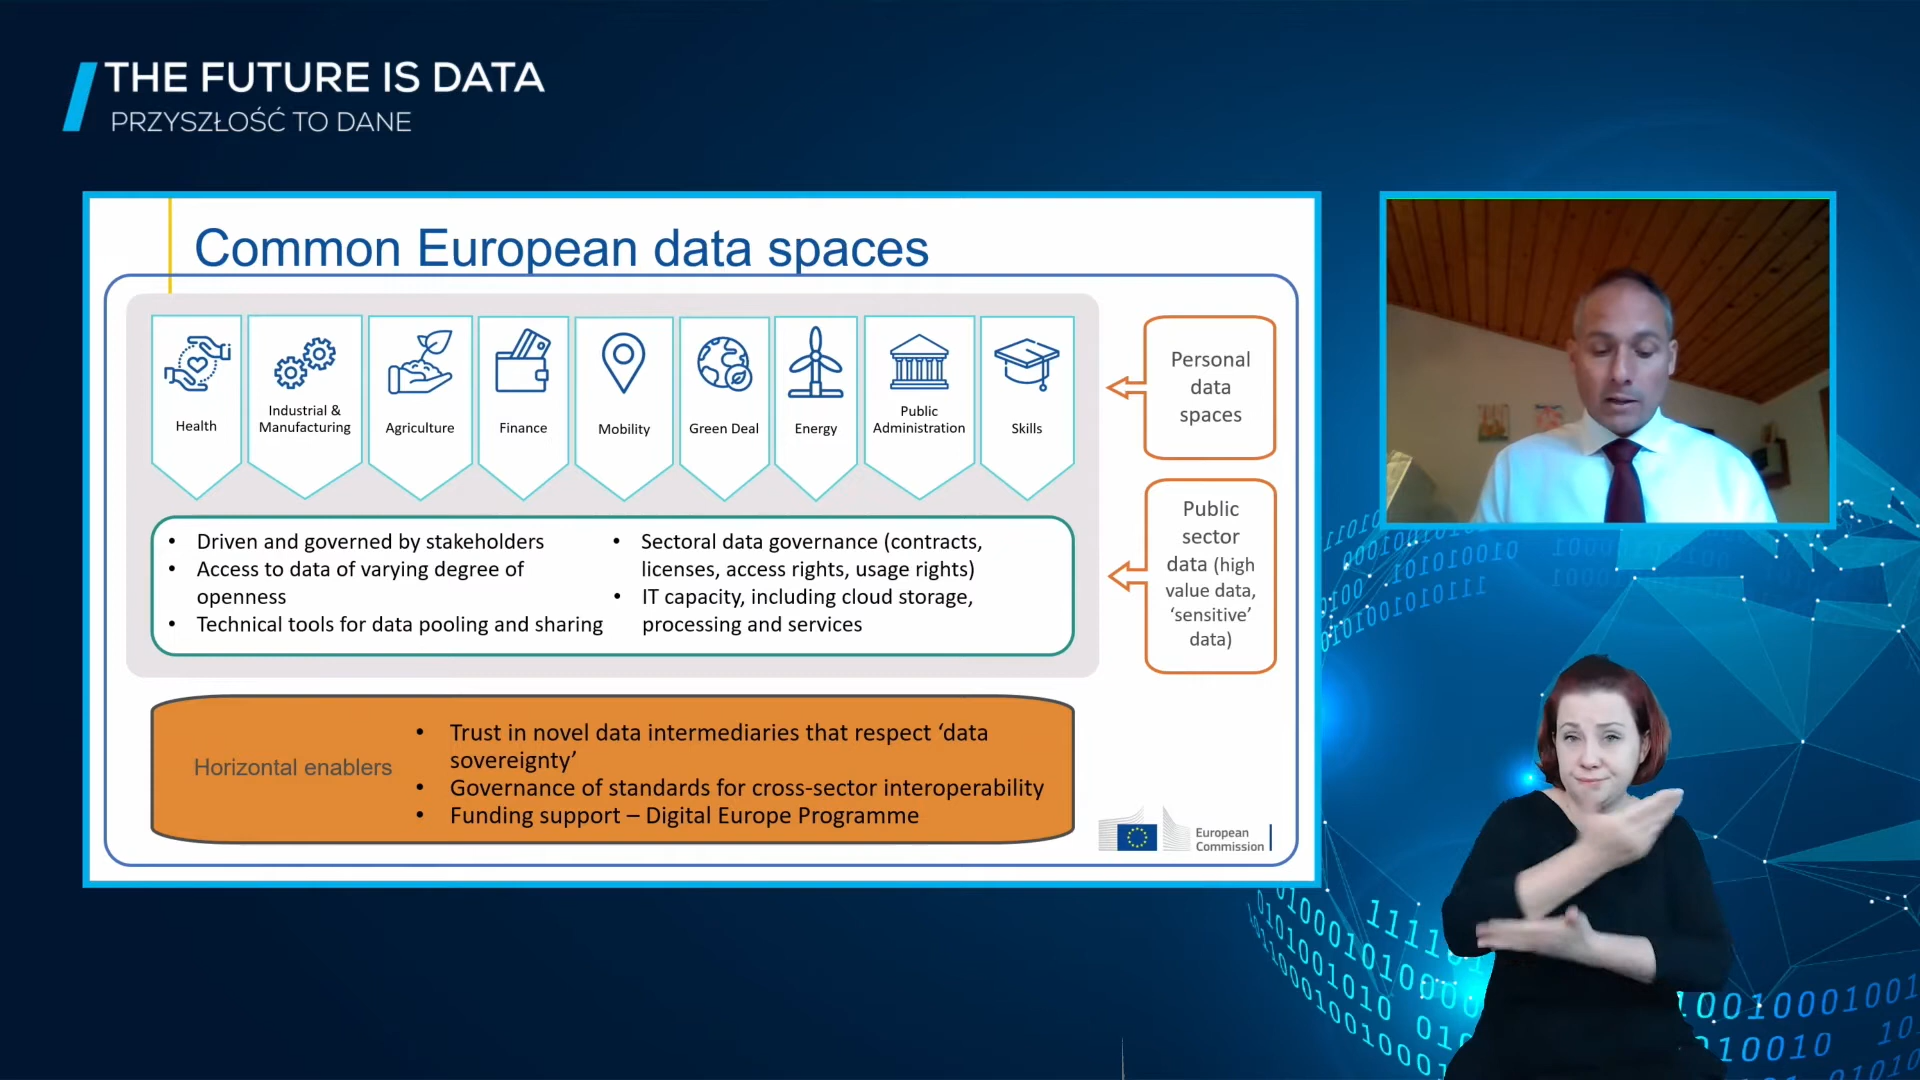 THE FUTURE IS DATA
PRZYSZŁOŚĆ TO DANE
Common European data spaces
Health
Industrial &
Manufacturing
Agriculture
Finance
Mobility
Green Deal
Energy
Public
Administration
Skills
Personal
data
spaces
• Driven and governed by stakeholders
• Access to data of varying degree of
openness
• Technical tools for data pooling and sharing
• Sectoral data governance (contracts,
licenses, access rights, usage rights)
• IT capacity, including cloud storage,
processing and services
Public
sector
data (high
value data,
‘sensitive’
data)
Horizontal enablers
• Trust in novel data intermediaries that respect ‘data
sovereignty’
• Governance of standards for cross-sector interoperability
• Funding support – Digital Europe Programme
European
Commission